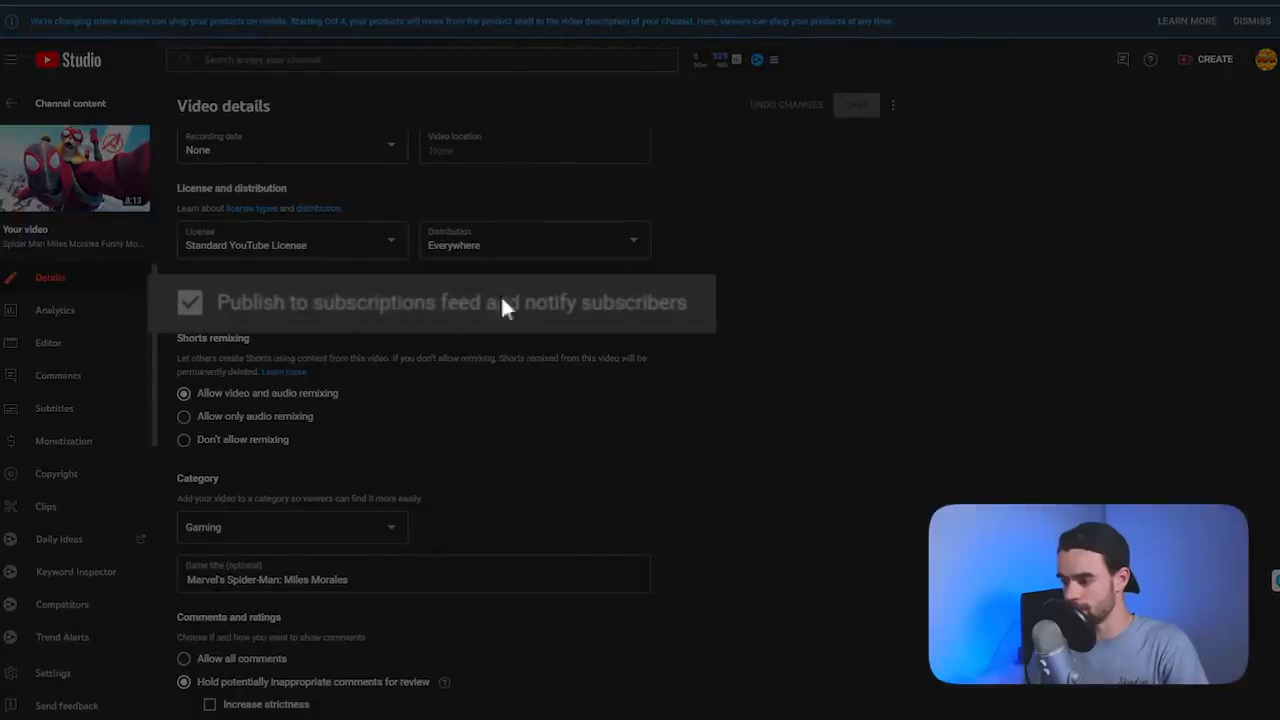 We're changing where viewers can shop your products on mobile. Starting Oct 4, your products will move from the product shelf to the video description of your channel. Here, viewers can shop your products at any time.
LEARN MORE
DISMISS
Studio
Search across your channel
CREATE
Channel content
8:13
Your video
Spider Man Miles Morales Funny Mo...
Details
Analytics
Editor
Comments
Subtitles
Monetization
Copyright
Clips
Daily Ideas
Keyword Inspector
Competitors
Trend Alerts
Settings
Send feedback
Video details
UNDO CHANGES
SAVE
Recording date
None
Video location
None
License and distribution
Learn about license types and distribution.
License
Standard YouTube License
Distribution
Everywhere
Publish to subscriptions feed and notify subscribers
Shorts remixing
Let others create Shorts using content from this video. If you don't allow remixing, Shorts remixed from this video will be
permanently deleted. Learn more
Allow video and audio remixing
Allow only audio remixing
Don't allow remixing
Category
Add your video to a category so viewers can find it more easily
Gaming
Game title (optional)
Marvel's Spider-Man: Miles Morales
Comments and ratings
Choose if and how you want to show comments
Allow all comments
Hold potentially inappropriate comments for review
Increase strictness